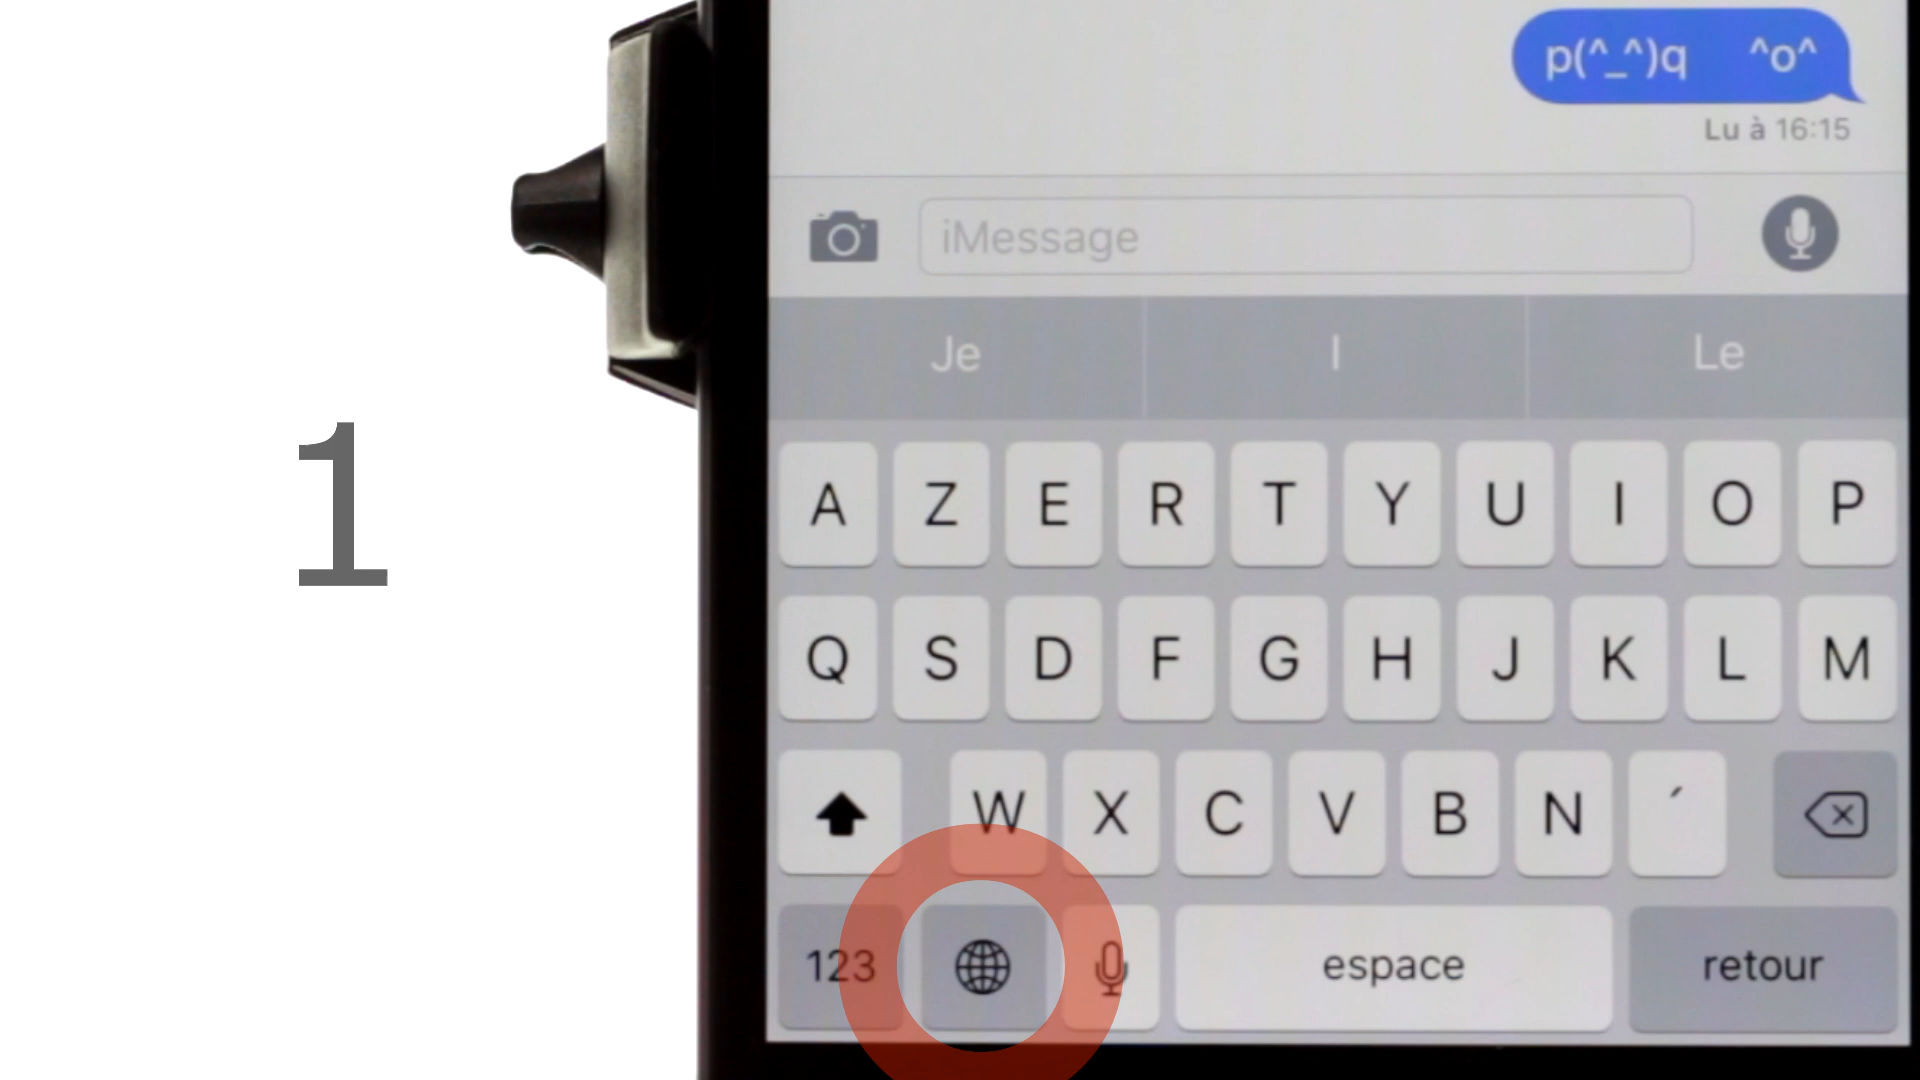 p(^_^)q ^o^
Lu à 16:15
iMessage
Je I Le
1
A Z E R T Y U I O P
Q S D F G H J K L M
W X C V B N ´
123 espace retour